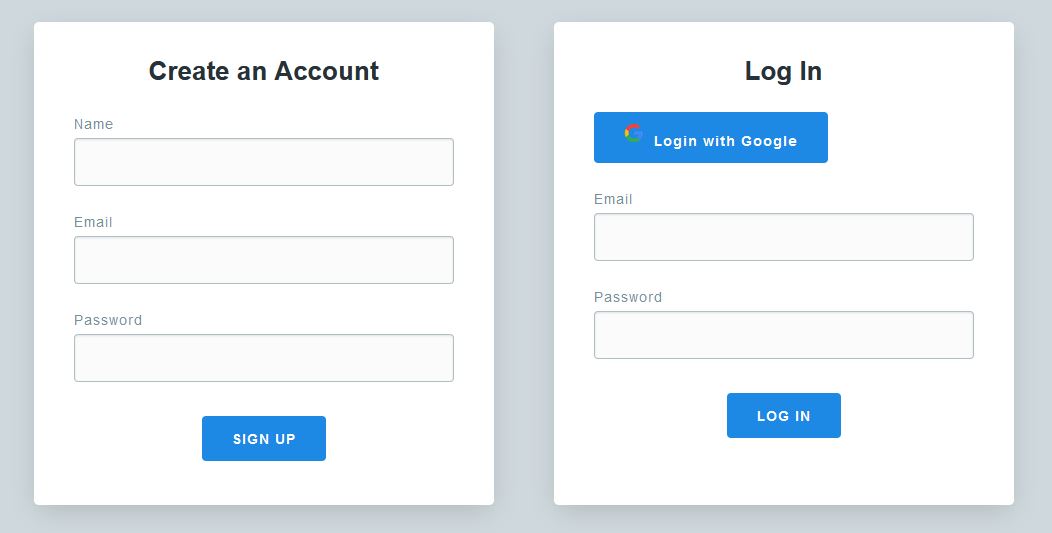 Create an Account
Name
Email
Password
SIGN UP
Log In
Login with Google
Email
Password
LOG IN